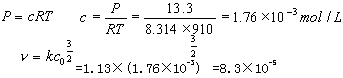 P = cRT   c = P/RT = 13.3/(8.314 × 910) = 1.76 × 10⁻³ mol / L
ν = kc₀^(3/2) =1.13×(1.76×10⁻³)^(3/2) =8.3×10⁻⁵